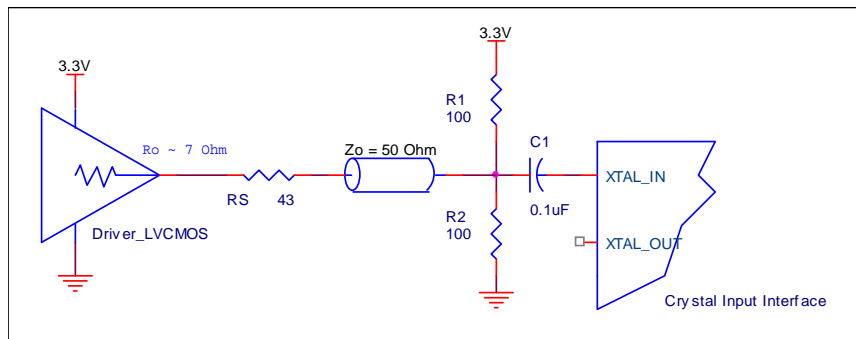 3.3V
3.3V
R1
100
C1
Ro ~ 7 Ohm
Zo = 50 Ohm
XTAL_IN
RS 43
0.1uF
R2
100
XTAL_OUT
Driver_LVCMOS
Crystal Input Interface